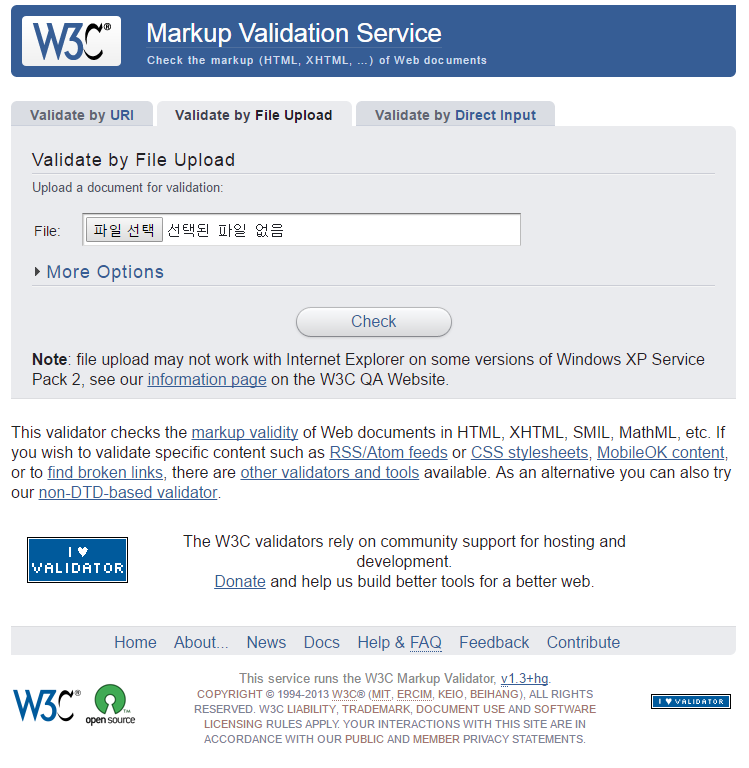 W3C®
Markup Validation Service
Check the markup (HTML, XHTML, …) of Web documents
Validate by URI
Validate by File Upload
Validate by Direct Input
Validate by File Upload
Upload a document for validation:
File: 파일 선택 선택된 파일 없음
More Options
Check
Note: file upload may not work with Internet Explorer on some versions of Windows XP Service
Pack 2, see our information page on the W3C QA Website.
This validator checks the markup validity of Web documents in HTML, XHTML, SMIL, MathML, etc. If
you wish to validate specific content such as RSS/Atom feeds or CSS stylesheets, MobileOK content,
or to find broken links, there are other validators and tools available. As an alternative you can also try
our non-DTD-based validator.
I ♥
VALIDATOR
The W3C validators rely on community support for hosting and
development.
Donate and help us build better tools for a better web.
Home About... News Docs Help & FAQ Feedback Contribute
W3C®
open source™
This service runs the W3C Markup Validator, v1.3+hg.
COPYRIGHT © 1994-2013 W3C® (MIT, ERCIM, KEIO, BEIHANG), ALL RIGHTS
RESERVED. W3C LIABILITY, TRADEMARK, DOCUMENT USE AND SOFTWARE
LICENSING RULES APPLY. YOUR INTERACTIONS WITH THIS SITE ARE IN
ACCORDANCE WITH OUR PUBLIC AND MEMBER PRIVACY STATEMENTS.
I ♥ VALIDATOR